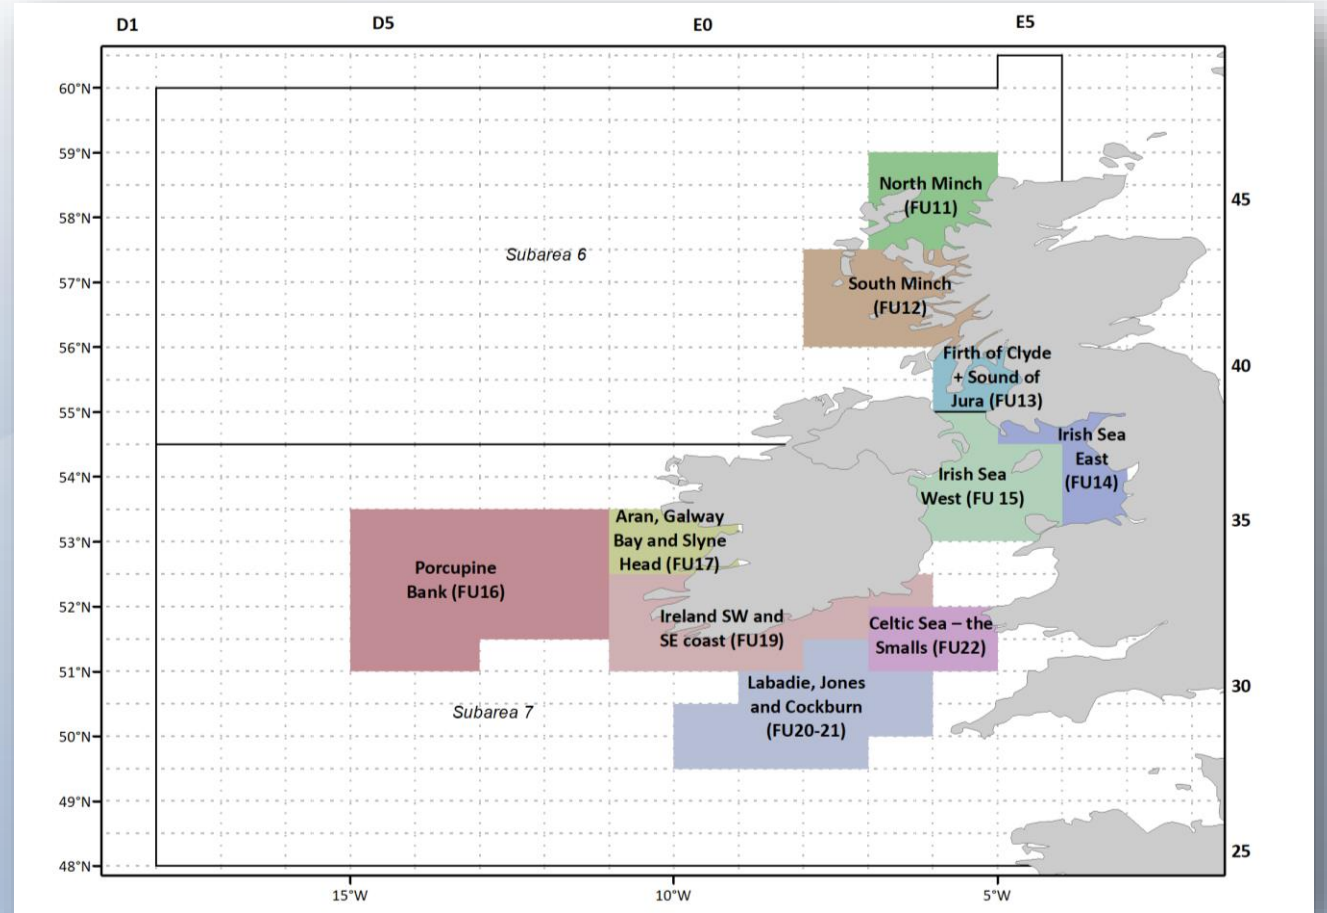 D1 D5 E0 E5
60°N
59°N
North Minch
(FU11)
45
58°N
Subarea 6
57°N
South Minch
(FU12)
56°N
Firth of Clyde
+ Sound of
Jura (FU13)
40
55°N
Irish Sea
East
(FU14)
54°N
Irish Sea
West (FU 15)
35
Aran, Galway
Bay and Slyne
Head (FU17)
53°N
Porcupine
Bank (FU16)
52°N
Ireland SW and
SE coast (FU19)
Celtic Sea – the
Smalls (FU22)
51°N
30
Labadie, Jones
and Cockburn
(FU20-21)
Subarea 7
50°N
49°N
25
48°N
15°W 10°W 5°W